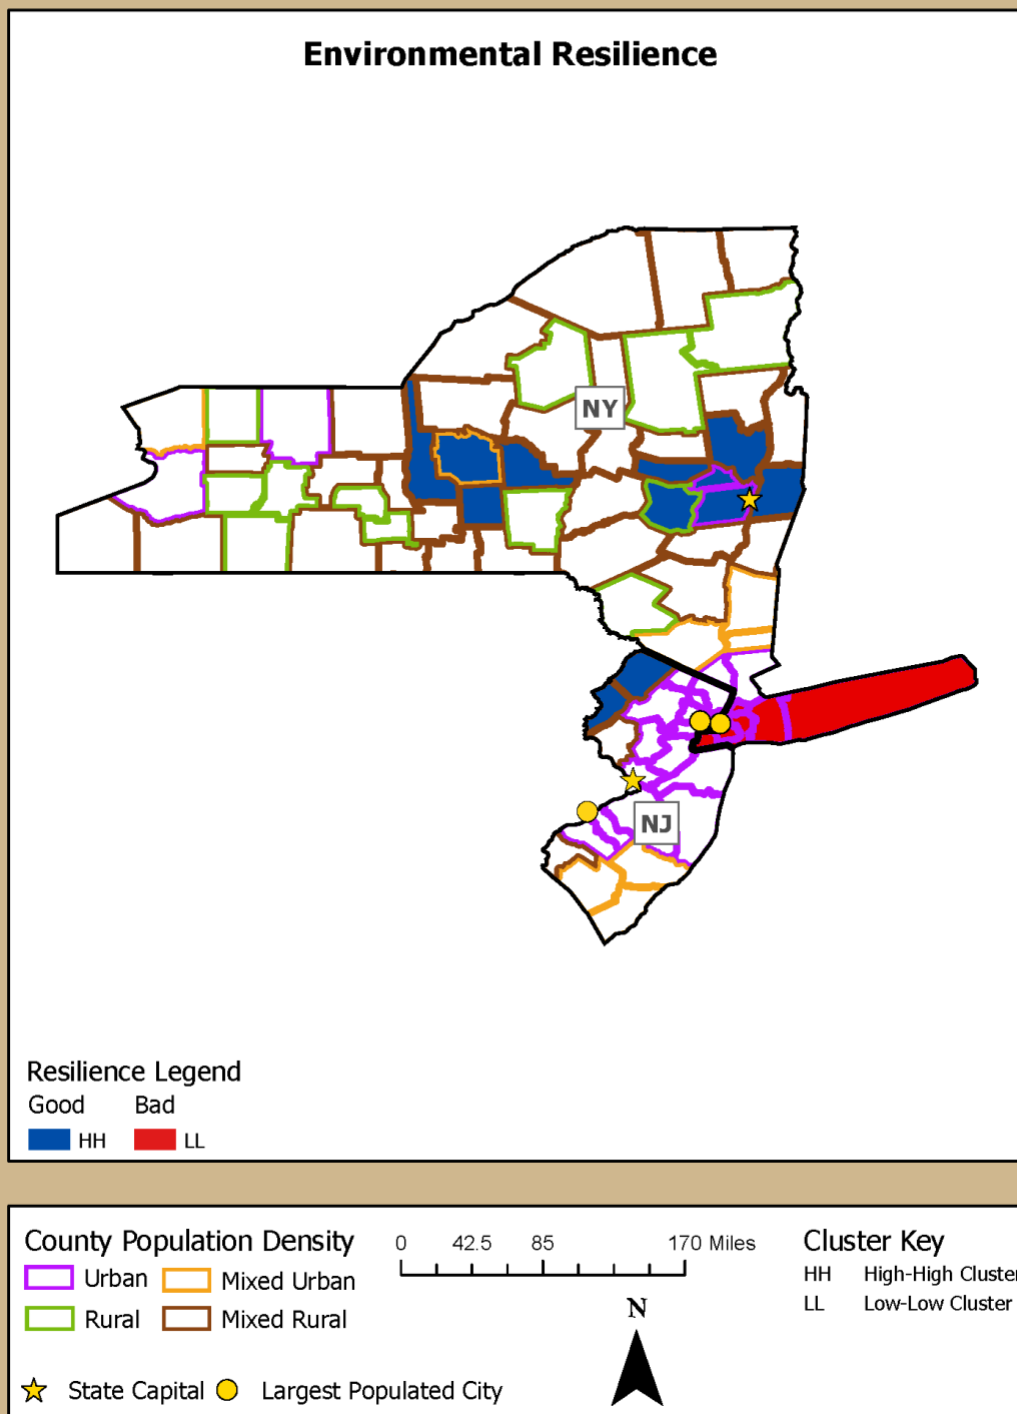 Environmental Resilience
NY
NJ
Resilience Legend
Good Bad
HH LL
County Population Density
Urban Mixed Urban
Rural Mixed Rural
State Capital Largest Populated City
0 42.5 85 170 Miles
N
Cluster Key
HH High-High Cluster
LL Low-Low Cluster